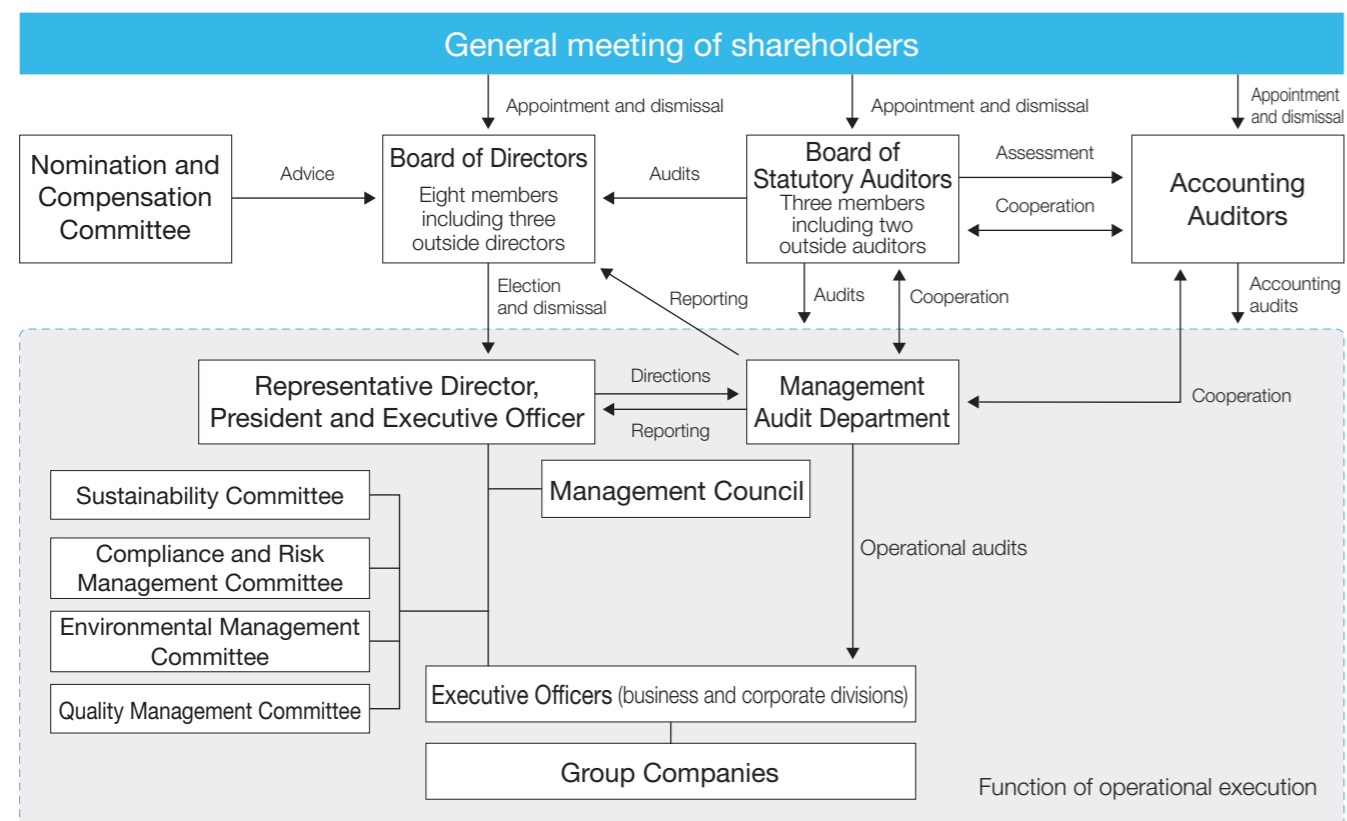 General meeting of shareholders
Appointment and dismissal
Appointment and dismissal
Appointment
and dismissal
Nomination and
Compensation
Committee
Advice
Board of Directors
Eight members
including three
outside directors
Audits
Board of
Statutory Auditors
Three members
including two
outside auditors
Assessment
Cooperation
Accounting
Auditors
Election
and dismissal
Reporting
Audits
Cooperation
Accounting
audits
Representative Director,
President and Executive Officer
Directions
Reporting
Management
Audit Department
Cooperation
Sustainability Committee
Management Council
Compliance and Risk
Management Committee
Operational audits
Environmental Management
Committee
Quality Management Committee
Executive Officers (business and corporate divisions)
Group Companies
Function of operational execution